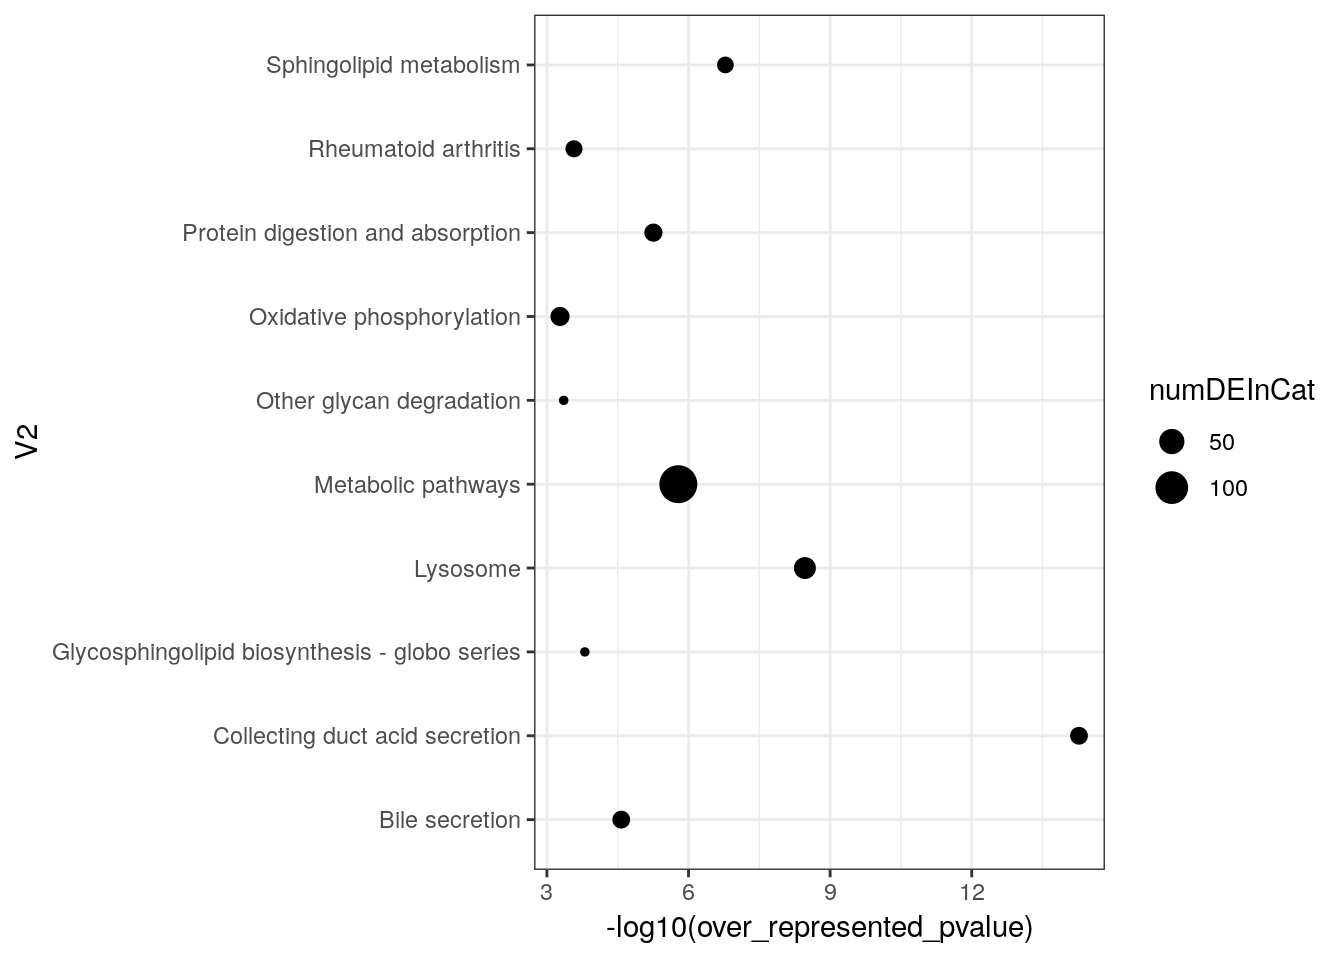 Sphingolipid metabolism
Rheumatoid arthritis
Protein digestion and absorption
Oxidative phosphorylation
Other glycan degradation
Metabolic pathways
Lysosome
Glycosphingolipid biosynthesis - globo series
Collecting duct acid secretion
Bile secretion
V2
3 6 9 12
-log10(over_represented_pvalue)
numDEInCat
50
100